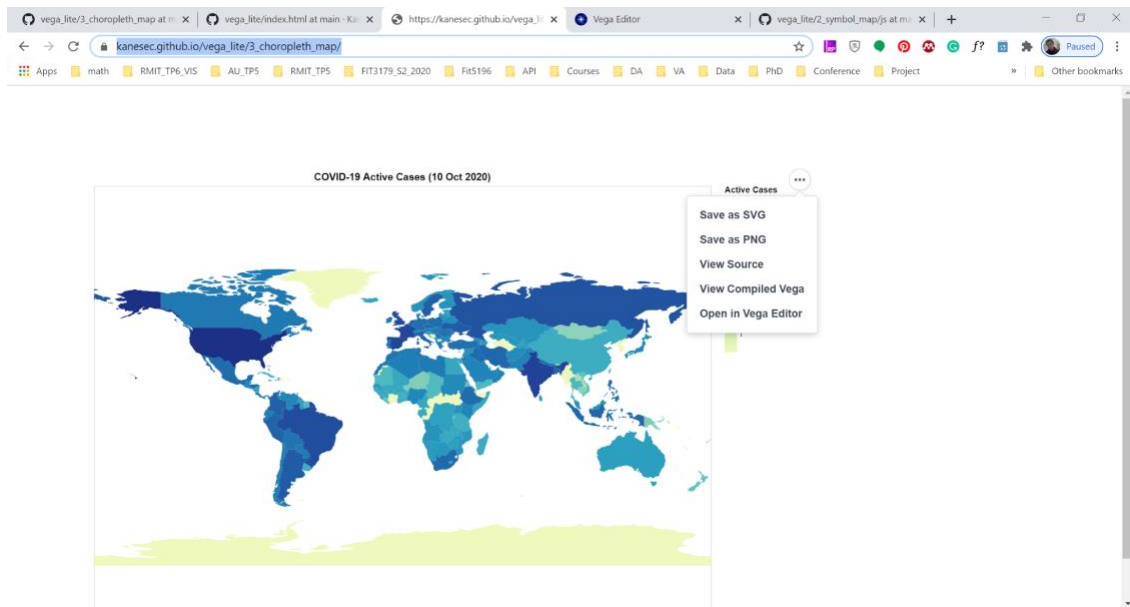 vega_lite/3_choropleth_map at m
vega_lite/index.html at main · Ka
https://kanesec.github.io/vega_li
Vega Editor
vega_lite/2_symbol_map/js at ma
kanesec.github.io/vega_lite/3_choropleth_map/
f?
Paused
Apps
math
RMIT_TP6_VIS
AU_TP5
RMIT_TP5
FIT3179_S2_2020
Fit5196
API
Courses
DA
VA
Data
PhD
Conference
Project
»
Other bookmarks
COVID-19 Active Cases (10 Oct 2020)
Active Cases
Save as SVG
Save as PNG
View Source
View Compiled Vega
Open in Vega Editor